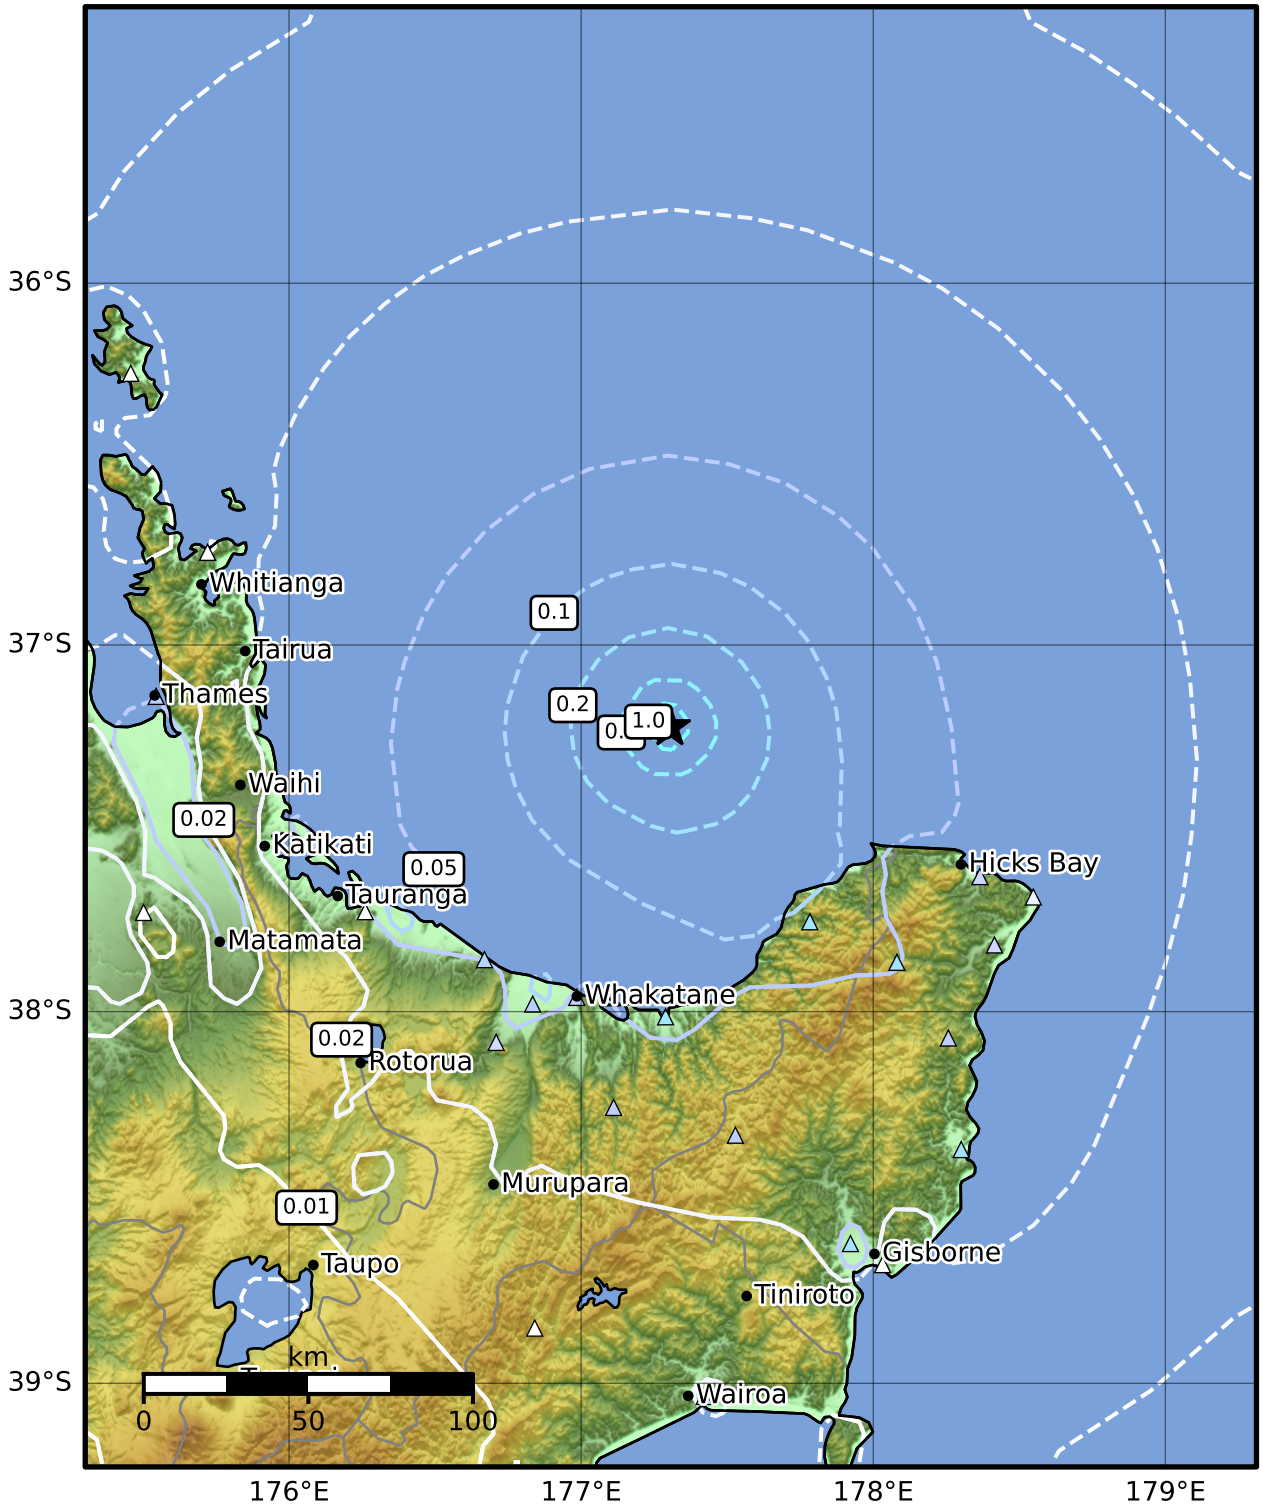 36°S
Whitianga
0.1
37°S
Tairua
Thames
0.2
1.0
0.
Waihi
0.02
Katikati
0.05
Hicks Bay
Tauranga
Matamata
Whakatane
38°S
0.02
Rotorua
Murupara
0.01
Gisborne
Taupo
Tiniroto
km
39°S
Wairoa
0
50
100
176°E
177°E
178°E
179°E